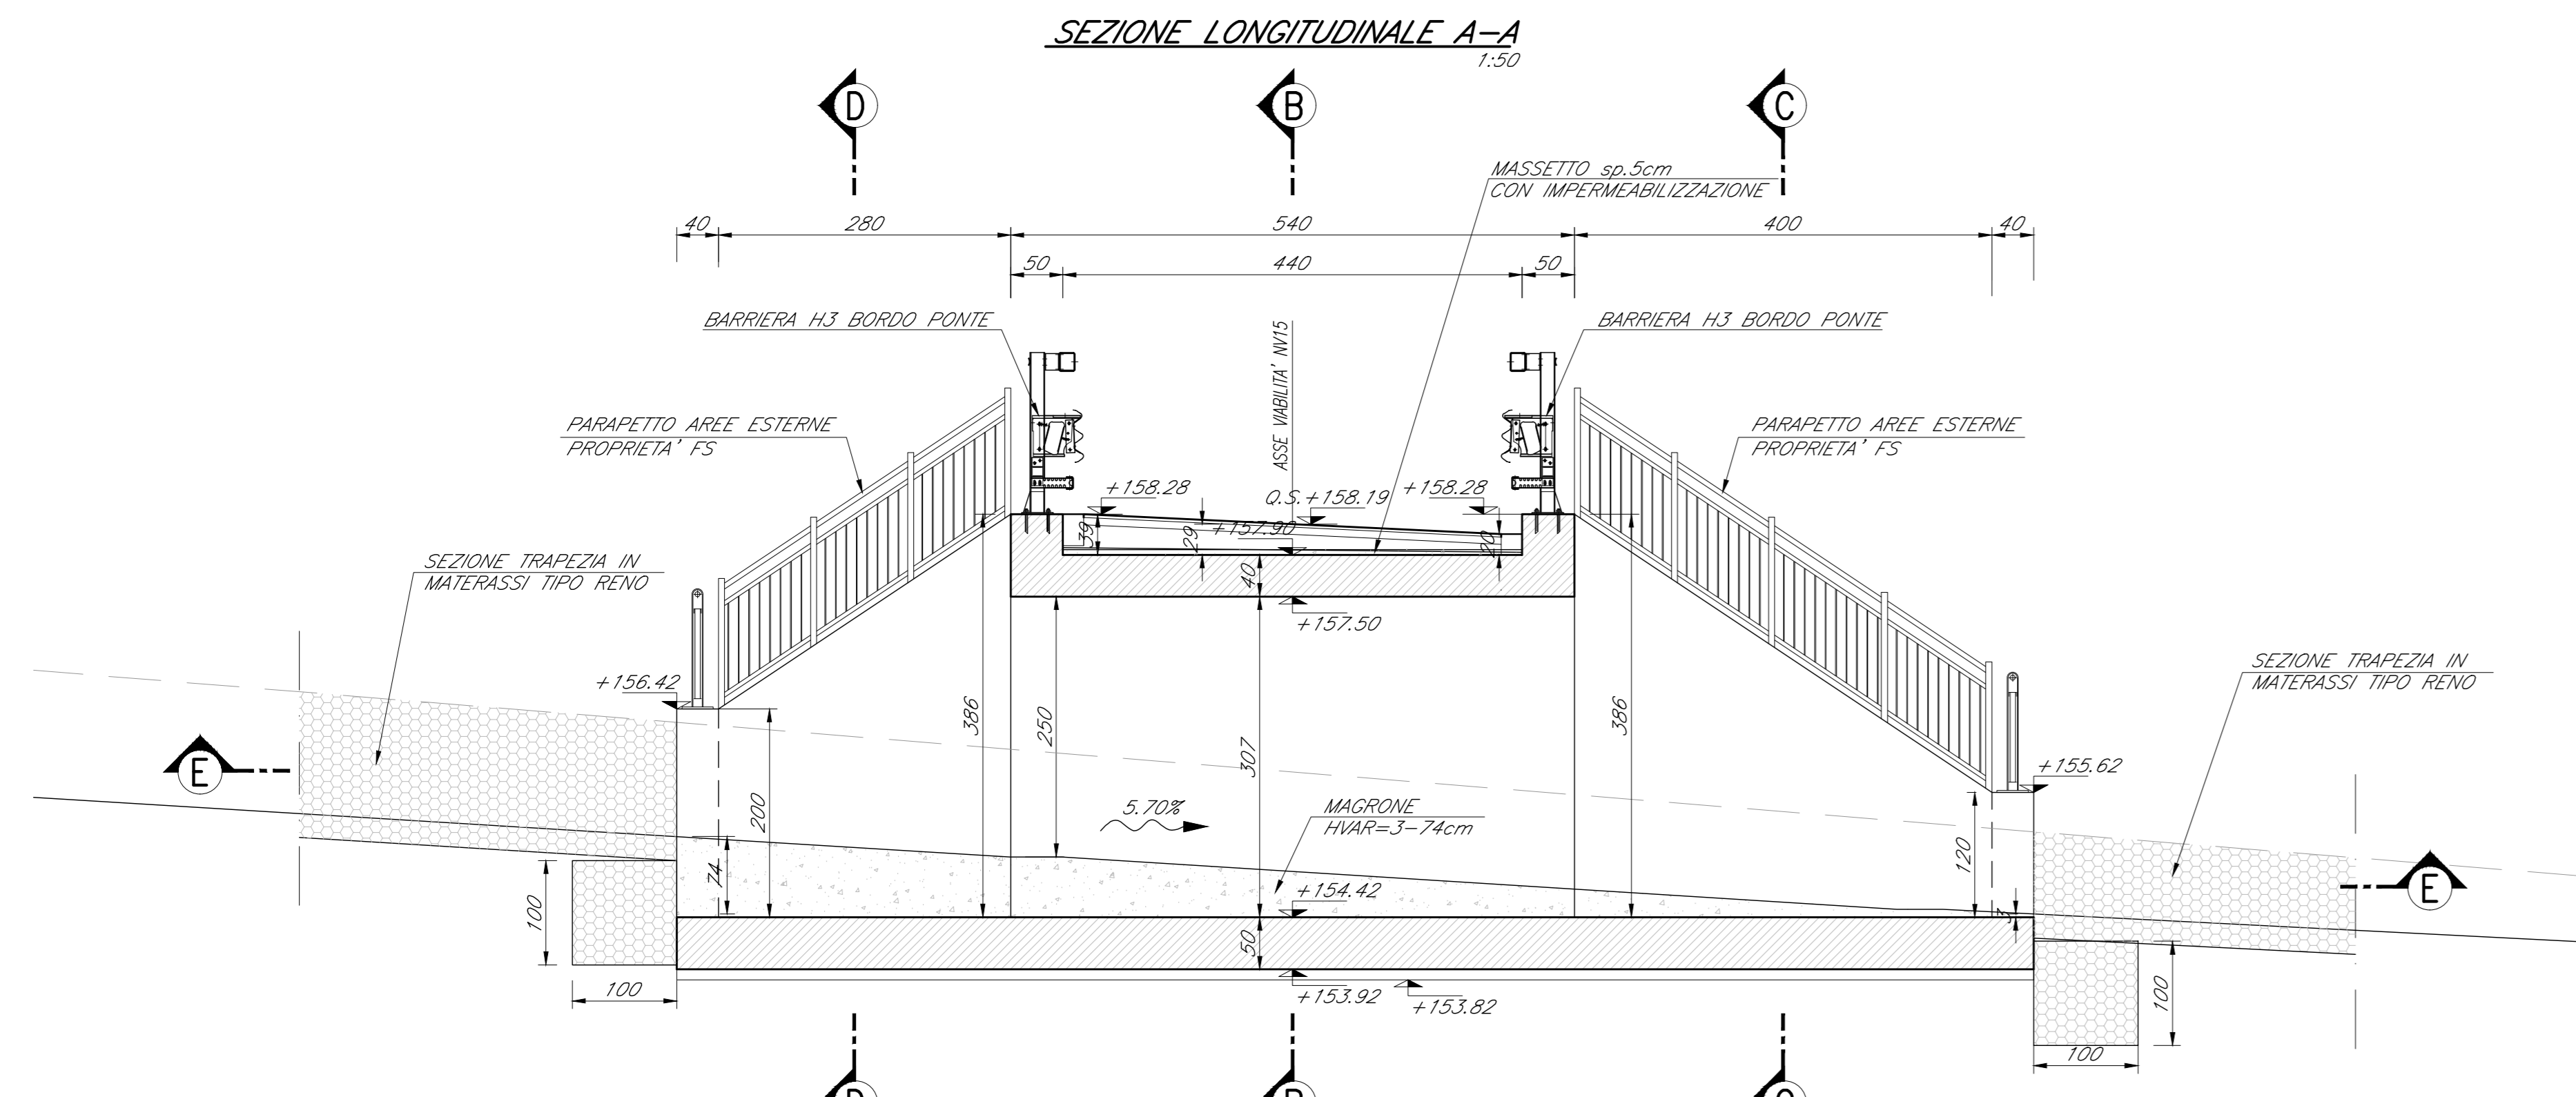 SEZIONE LONGITUDINALE A-A
1:50
D
B
C
MASSETTO sp.5cm
CON IMPERMEABILIZZAZIONE
40
280
540
400
40
50
440
50
BARRIERA H3 BORDO PONTE
ASSE VIABILITA' NV15
BARRIERA H3 BORDO PONTE
PARAPETTO AREE ESTERNE
PROPRIETA' FS
PARAPETTO AREE ESTERNE
PROPRIETA' FS
+158.28
Q.S.+158.19
+158.28
39
29
+157.90
20
SEZIONE TRAPEZIA IN
MATERASSI TIPO RENO
40
+157.50
SEZIONE TRAPEZIA IN
MATERASSI TIPO RENO
+156.42
386
250
307
386
+155.62
E
200
5.70%
MAGRONE
HVAR=3-74cm
120
E
74
+154.42
3
100
50
100
+153.92
+153.82
100
100
D
B
C